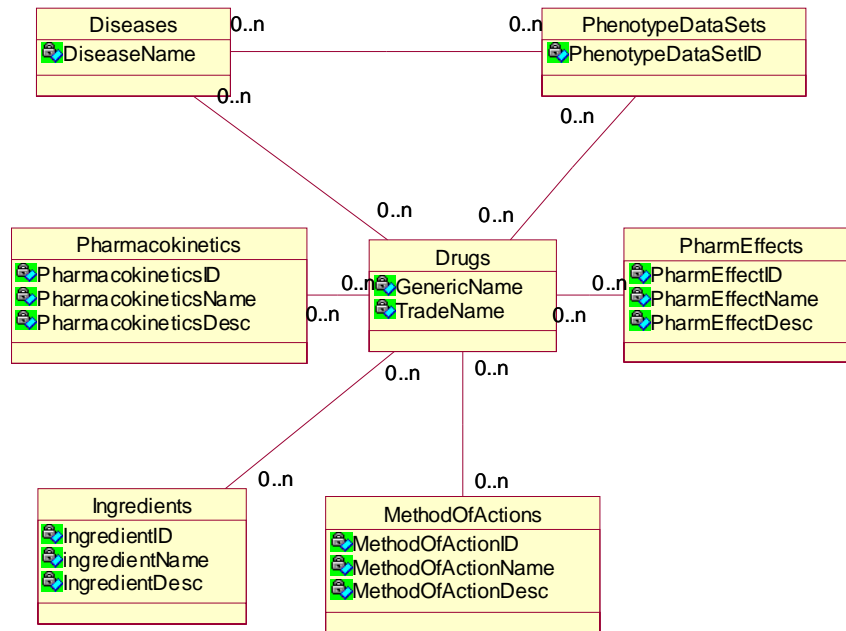 Diseases
DiseaseName
0..n
0..n
PhenotypeDataSets
PhenotypeDataSetID
0..n
0..n
0..n
0..n
Pharmacokinetics
PharmacokineticsID
PharmacokineticsName
PharmacokineticsDesc
0..n
0..n
Drugs
GenericName
TradeName
0..n
0..n
PharmEffects
PharmEffectID
PharmEffectName
PharmEffectDesc
0..n
0..n
0..n
0..n
Ingredients
IngredientID
ingredientName
IngredientDesc
MethodOfActions
MethodOfActionID
MethodOfActionName
MethodOfActionDesc